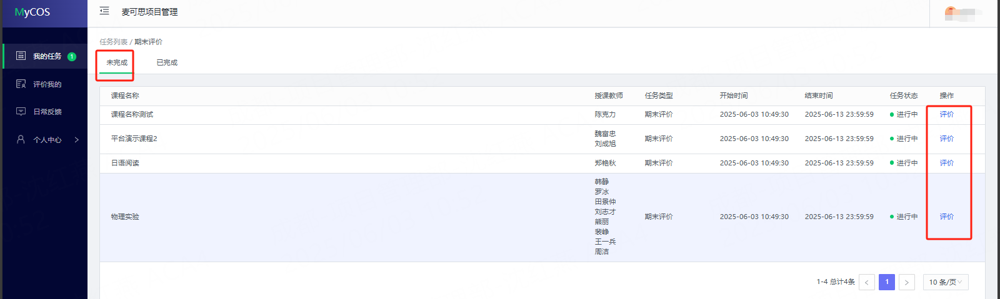 MyCOS
麦可思项目管理
我的任务 1
评价我的
日常反馈
个人中心
任务列表 / 期末评价
未完成 已完成
课程名称 授课教师 任务类型 开始时间 结束时间 任务状态 操作
课程名称测试 陈克力 期末评价 2025-06-03 10:49:30 2025-06-13 23:59:59 进行中 评价
平台演示课程2 魏富忠 期末评价 2025-06-03 10:49:30 2025-06-13 23:59:59 进行中 评价
刘成旭
日语阅读 郑艳秋 期末评价 2025-06-03 10:49:30 2025-06-13 23:59:59 进行中 评价
韩静
罗冰
田景仲
刘志才
物理实验 期末评价 2025-06-03 10:49:30 2025-06-13 23:59:59 进行中 评价
熊丽
裴峥
王一兵
周洁
1-4 总计4条 < 1 > 10 条/页